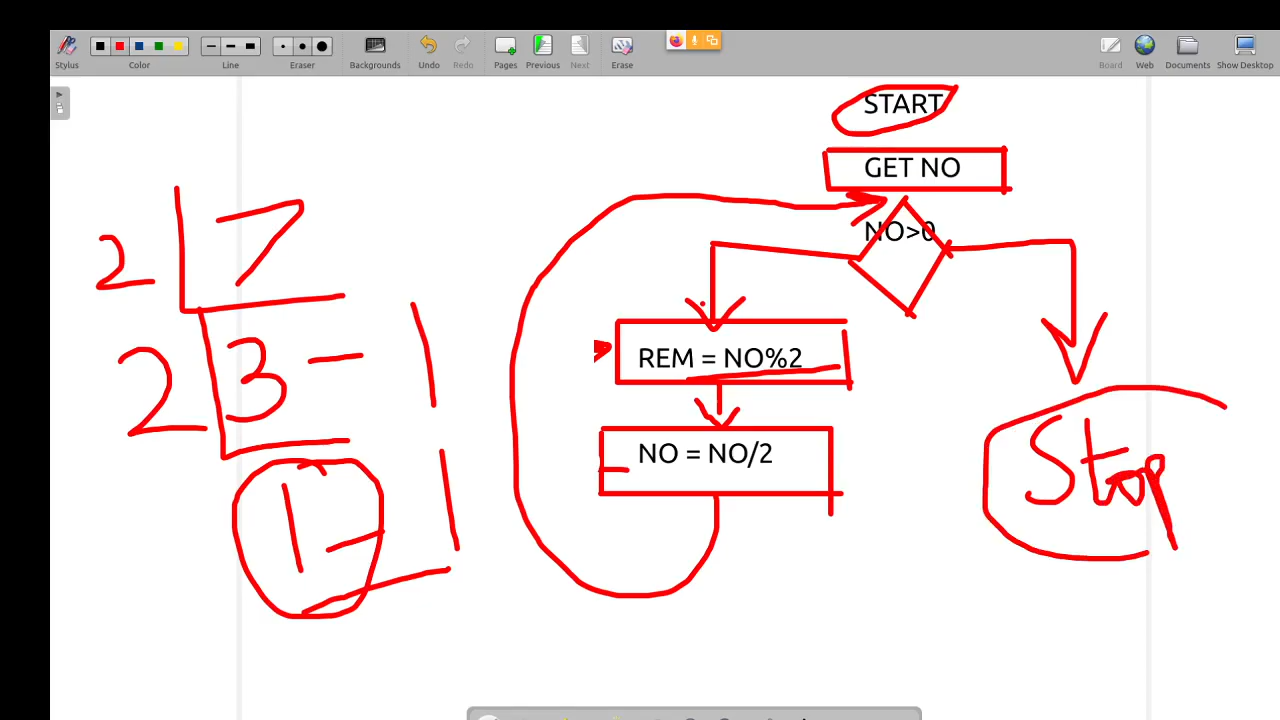 Stylus
Color
Line
Eraser
Backgrounds
Undo
Redo
Pages
Previous
Next
Erase
Board
Web
Documents
Show Desktop
START
GET NO
NO>0
2 7
REM = NO%2
2 3 - 1
NO = NO/2
Stop
1 - 1